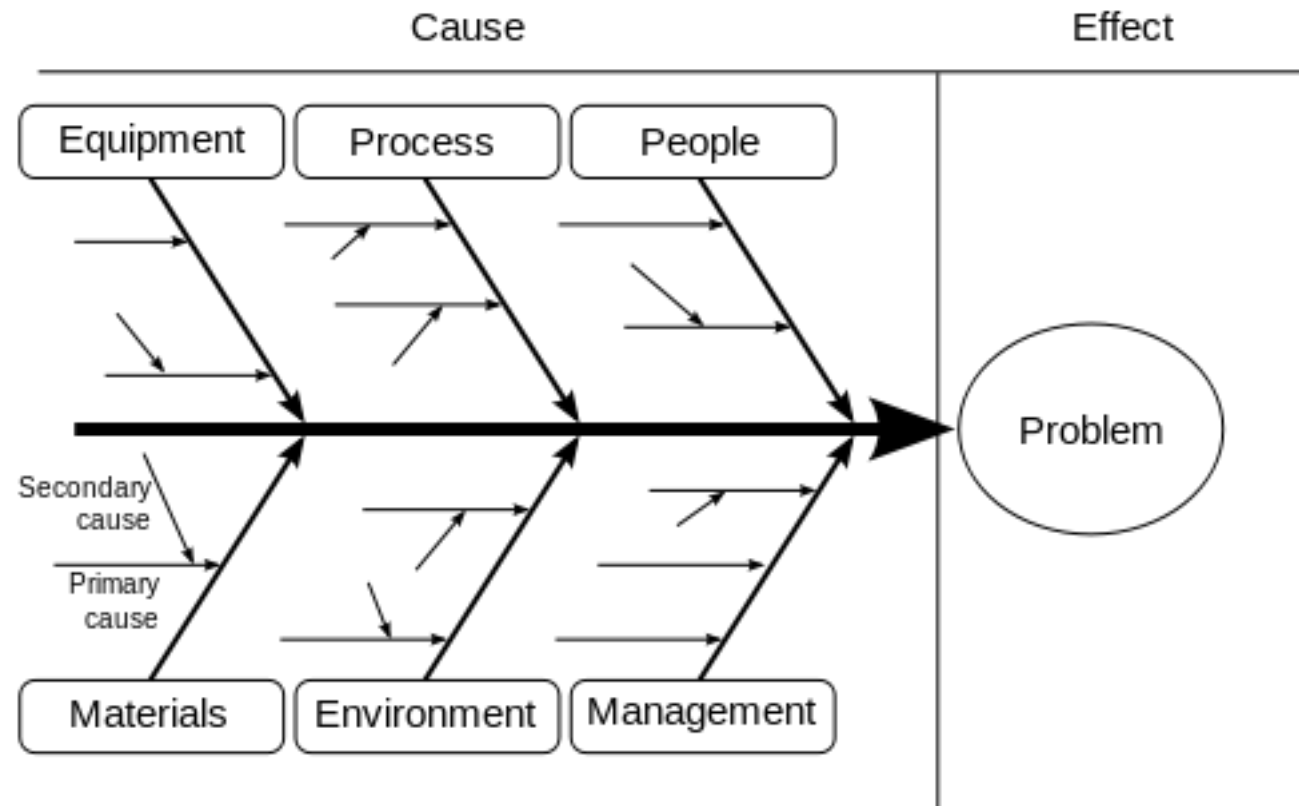 Cause
Effect
Equipment
Process
People
Problem
Secondary
cause
Primary
cause
Materials
Environment
Management